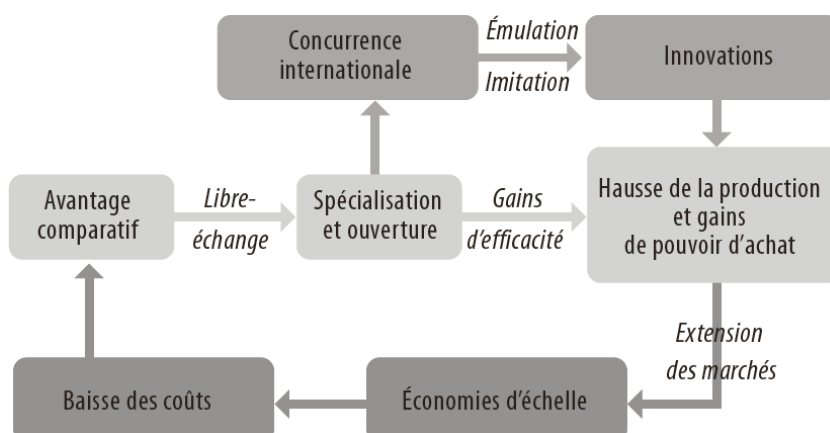 Concurrence
internationale
Émulation
Imitation
Innovations
Avantage
comparatif
Libre-
échange
Spécialisation
et ouverture
Gains
d'efficacité
Hausse de la production
et gains
de pouvoir d'achat
Extension
des marchés
Baisse des coûts
Économies d'échelle